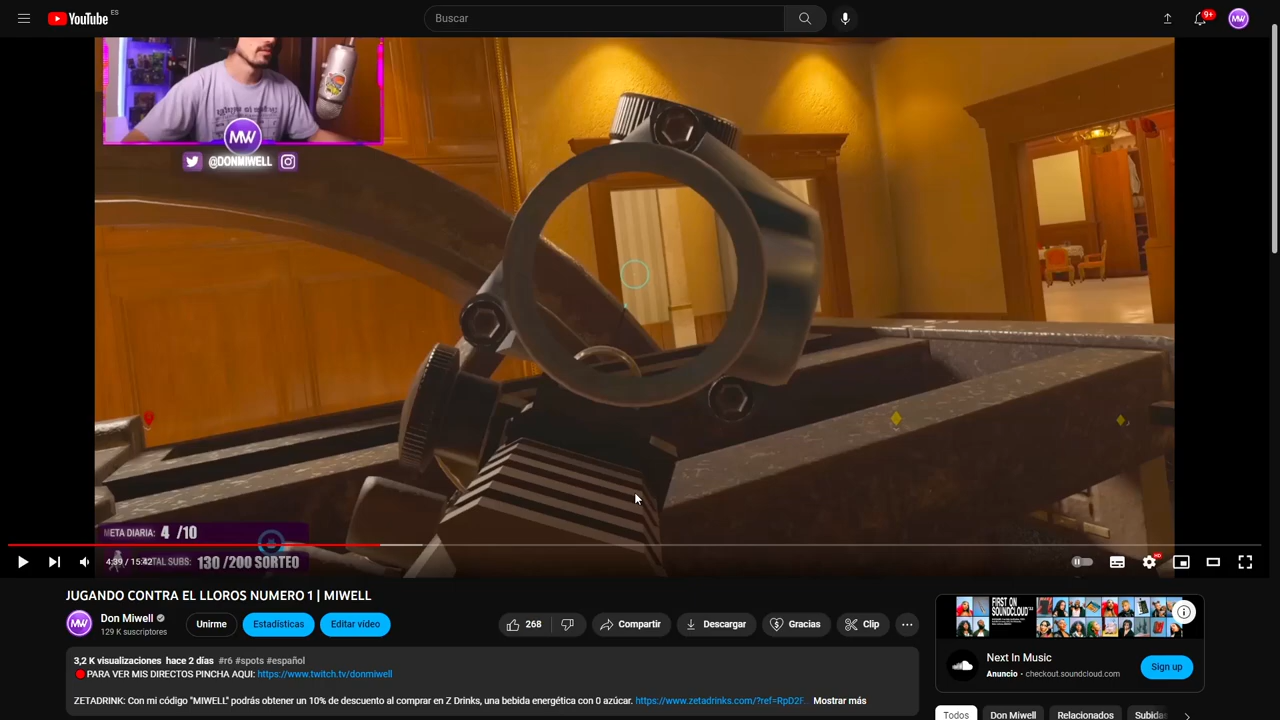 YouTube ES
Buscar
9+
MW
MW
@DONMIWELL
META DIARIA: 4 /10
TOTAL SUBS: 130 /200 SORTEO
4:39 / 15:42
HD
JUGANDO CONTRA EL LLOROS NUMERO 1 | MIWELL
MW
Don Miwell
129 K suscriptores
Unirme
Estadísticas
Editar vídeo
268
Compartir
Descargar
Gracias
Clip
3,2 K visualizaciones hace 2 días #r6 #spots #español
PARA VER MIS DIRECTOS PINCHA AQUI: https://www.twitch.tv/donmiwell
ZETADRINK: Con mi código "MIWELL" podrás obtener un 10% de descuento al comprar en Z Drinks, una bebida energética con 0 azúcar. https://www.zetadrinks.com/?ref=RpD2F... Mostrar más
FIRST ON
SOUNDCLOUD
Next In Music
Anuncio • checkout.soundcloud.com
Sign up
Todos
Don Miwell
Relacionados
Subidas